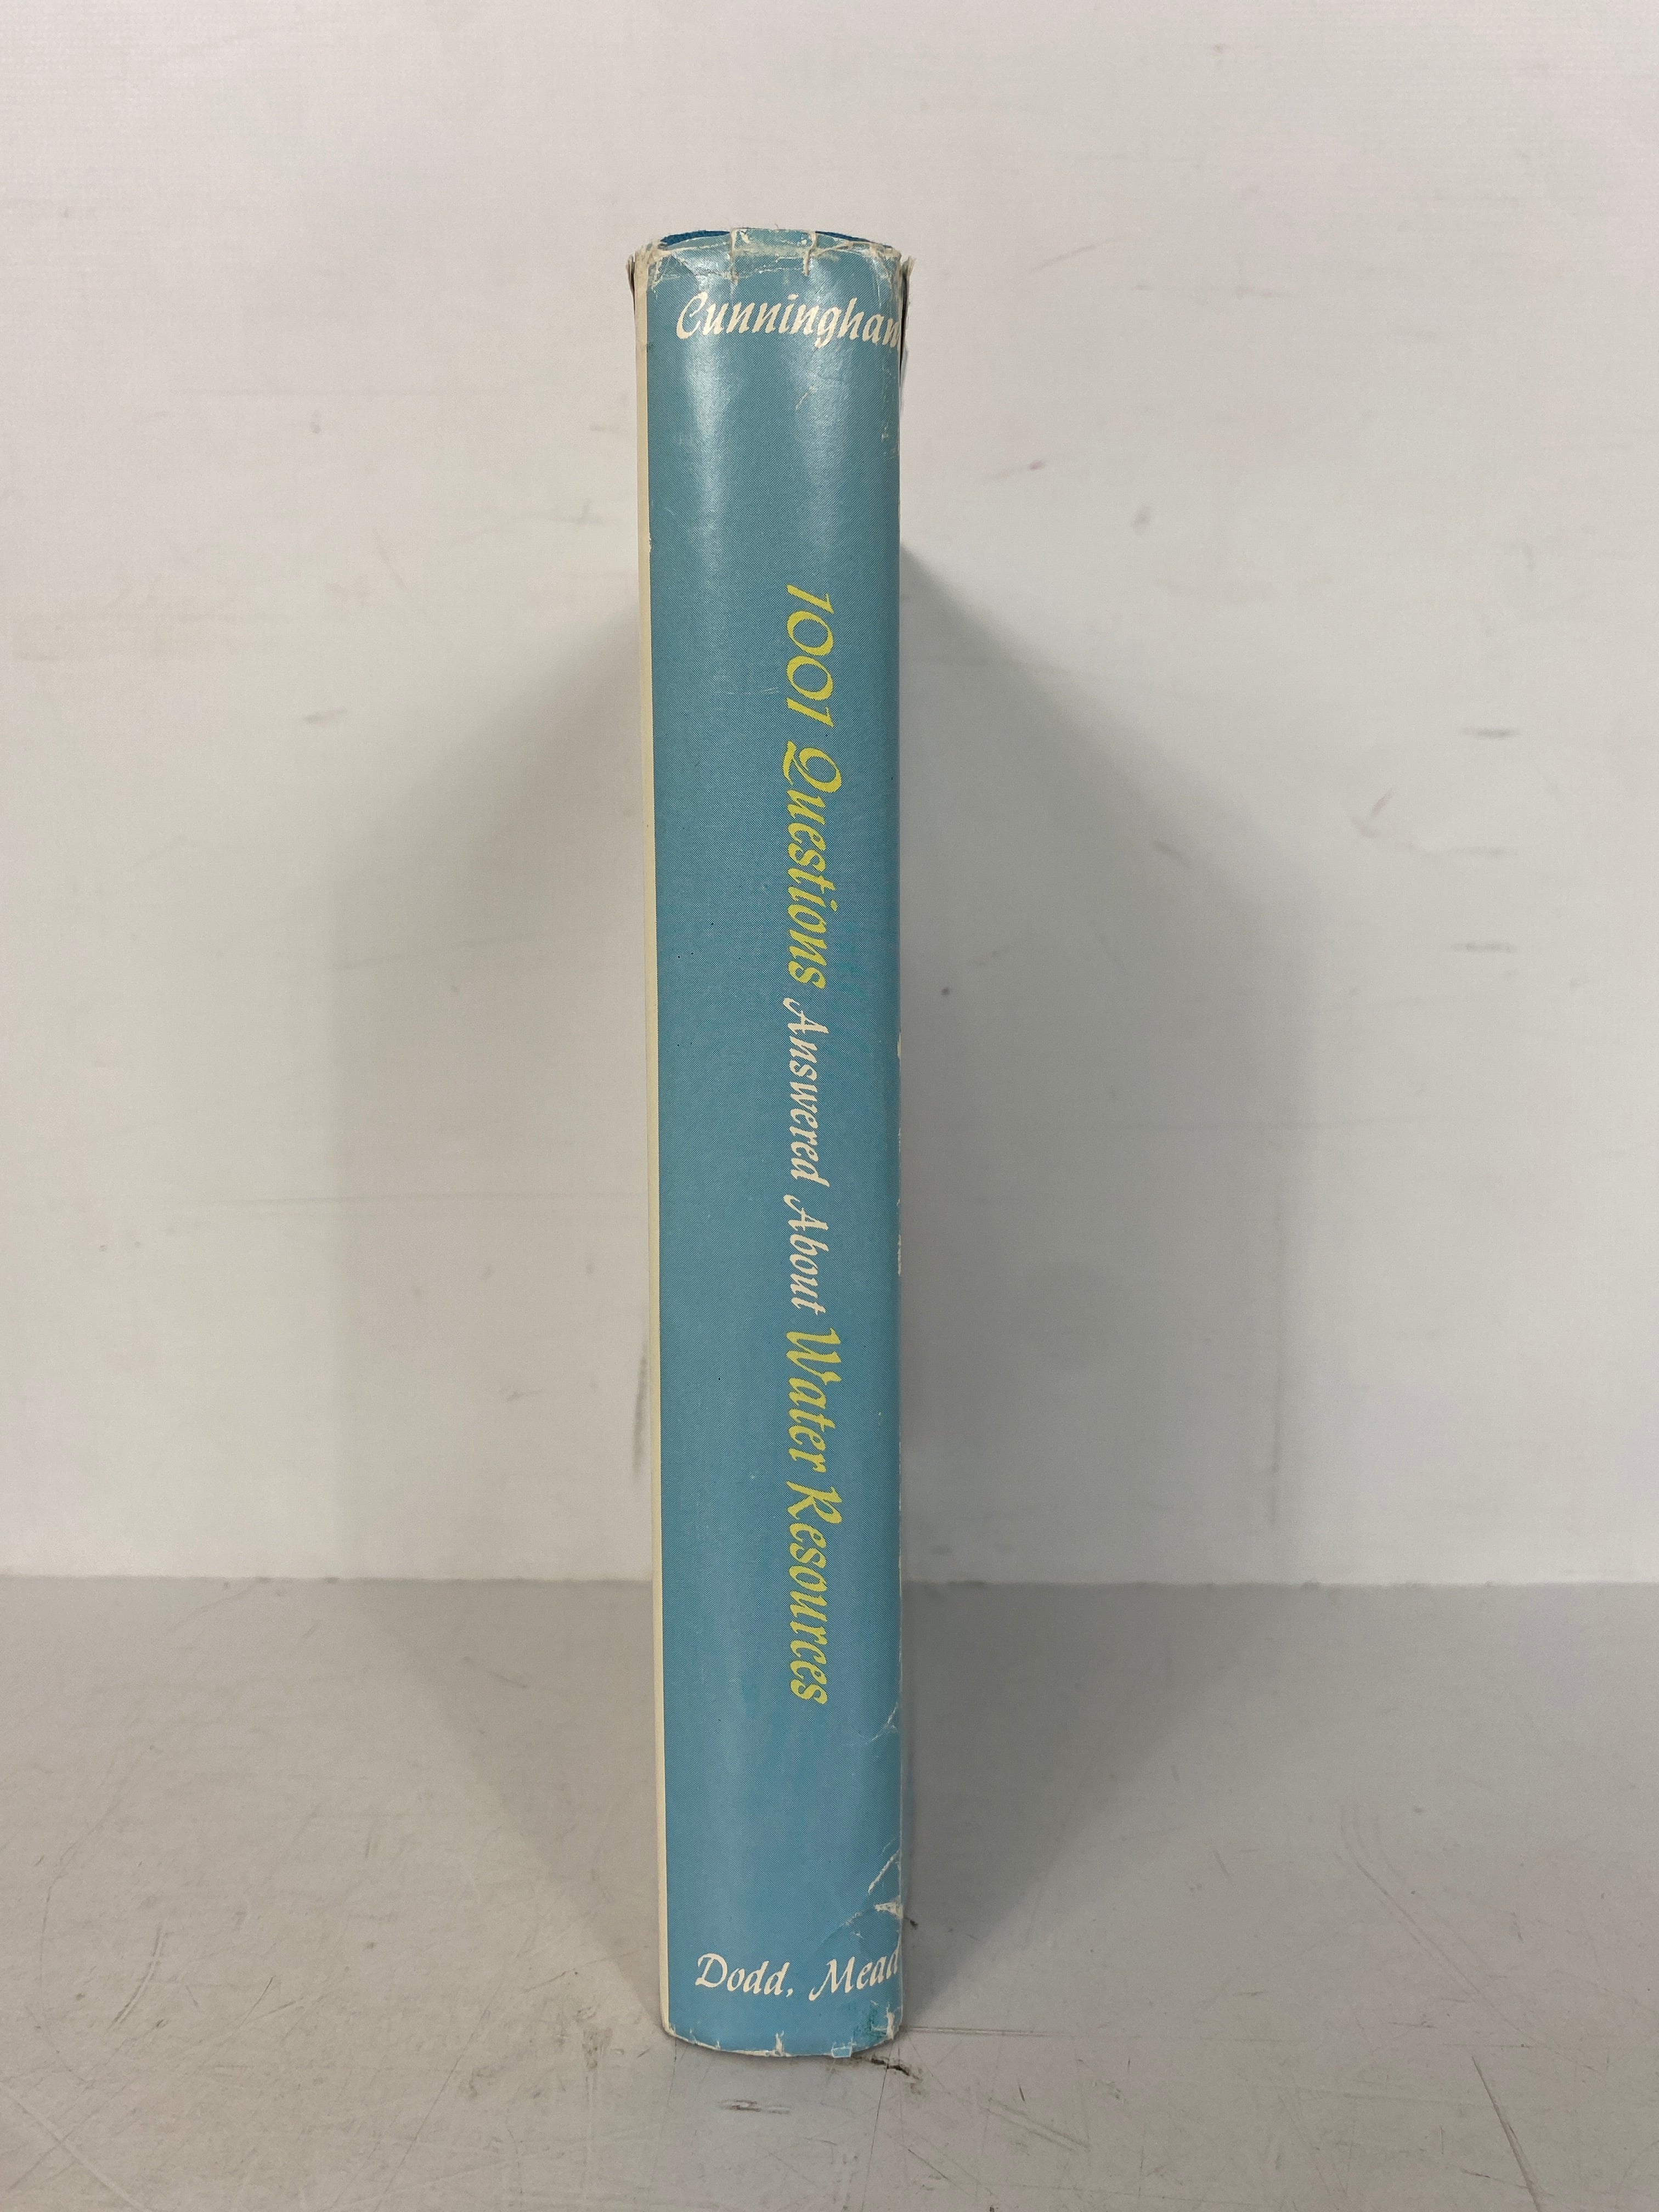 Cunningham
1001 Questions Answered About Water Resources
Dodd, Mead